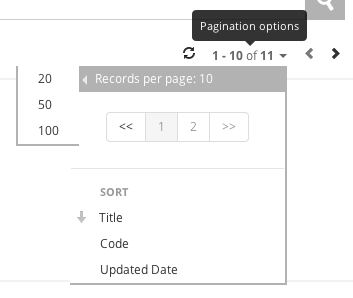 Pagination options
1 - 10 of 11
Records per page: 10
20
50
100
<< 1 2 >>
SORT
Title
Code
Updated Date